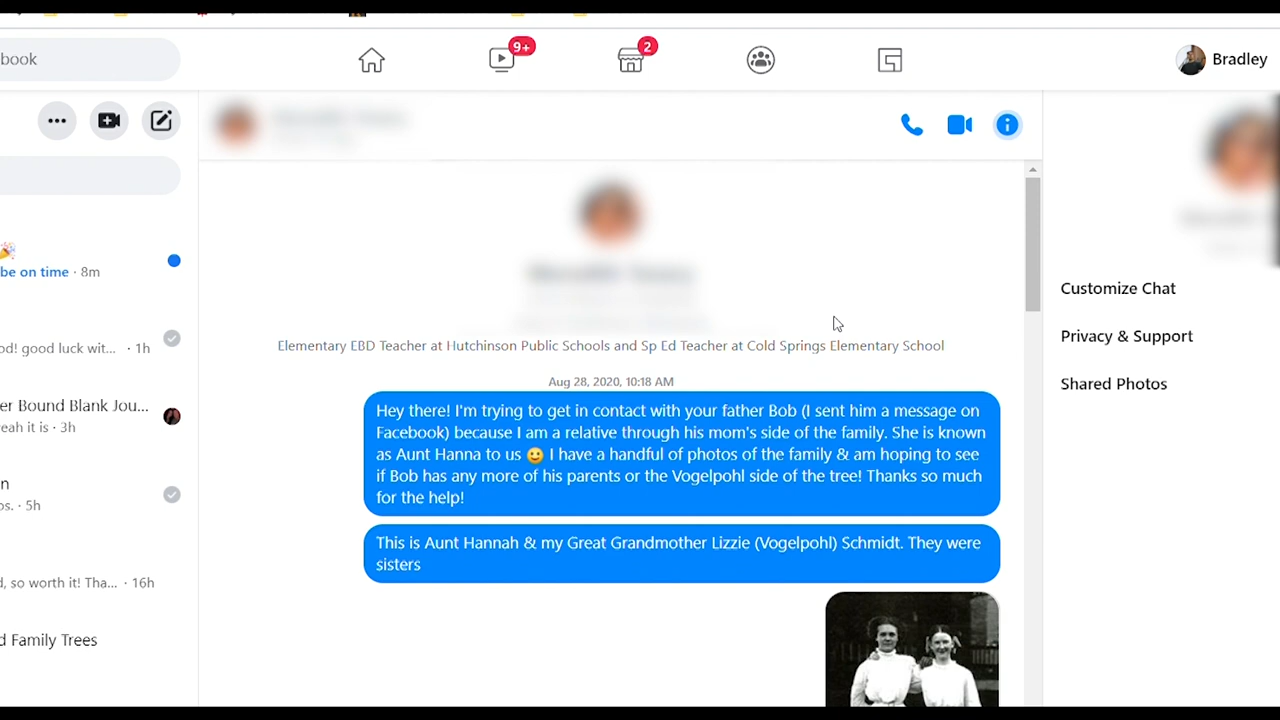 9+
2
ook
Bradley
Customize Chat
Privacy & Support
Shared Photos
be on time · 8m
od! good luck wit... · 1h
er Bound Blank Jou...
eah it is · 3h
n
os. · 5h
d, so worth it! Tha... · 16h
d Family Trees
Elementary EBD Teacher at Hutchinson Public Schools and Sp Ed Teacher at Cold Springs Elementary School
Aug 28, 2020, 10:18 AM
Hey there! I'm trying to get in contact with your father Bob (I sent him a message on
Facebook) because I am a relative through his mom's side of the family. She is known
as Aunt Hanna to us 😉 I have a handful of photos of the family & am hoping to see
if Bob has any more of his parents or the Vogelpohl side of the tree! Thanks so much
for the help!
This is Aunt Hannah & my Great Grandmother Lizzie (Vogelpohl) Schmidt. They were
sisters